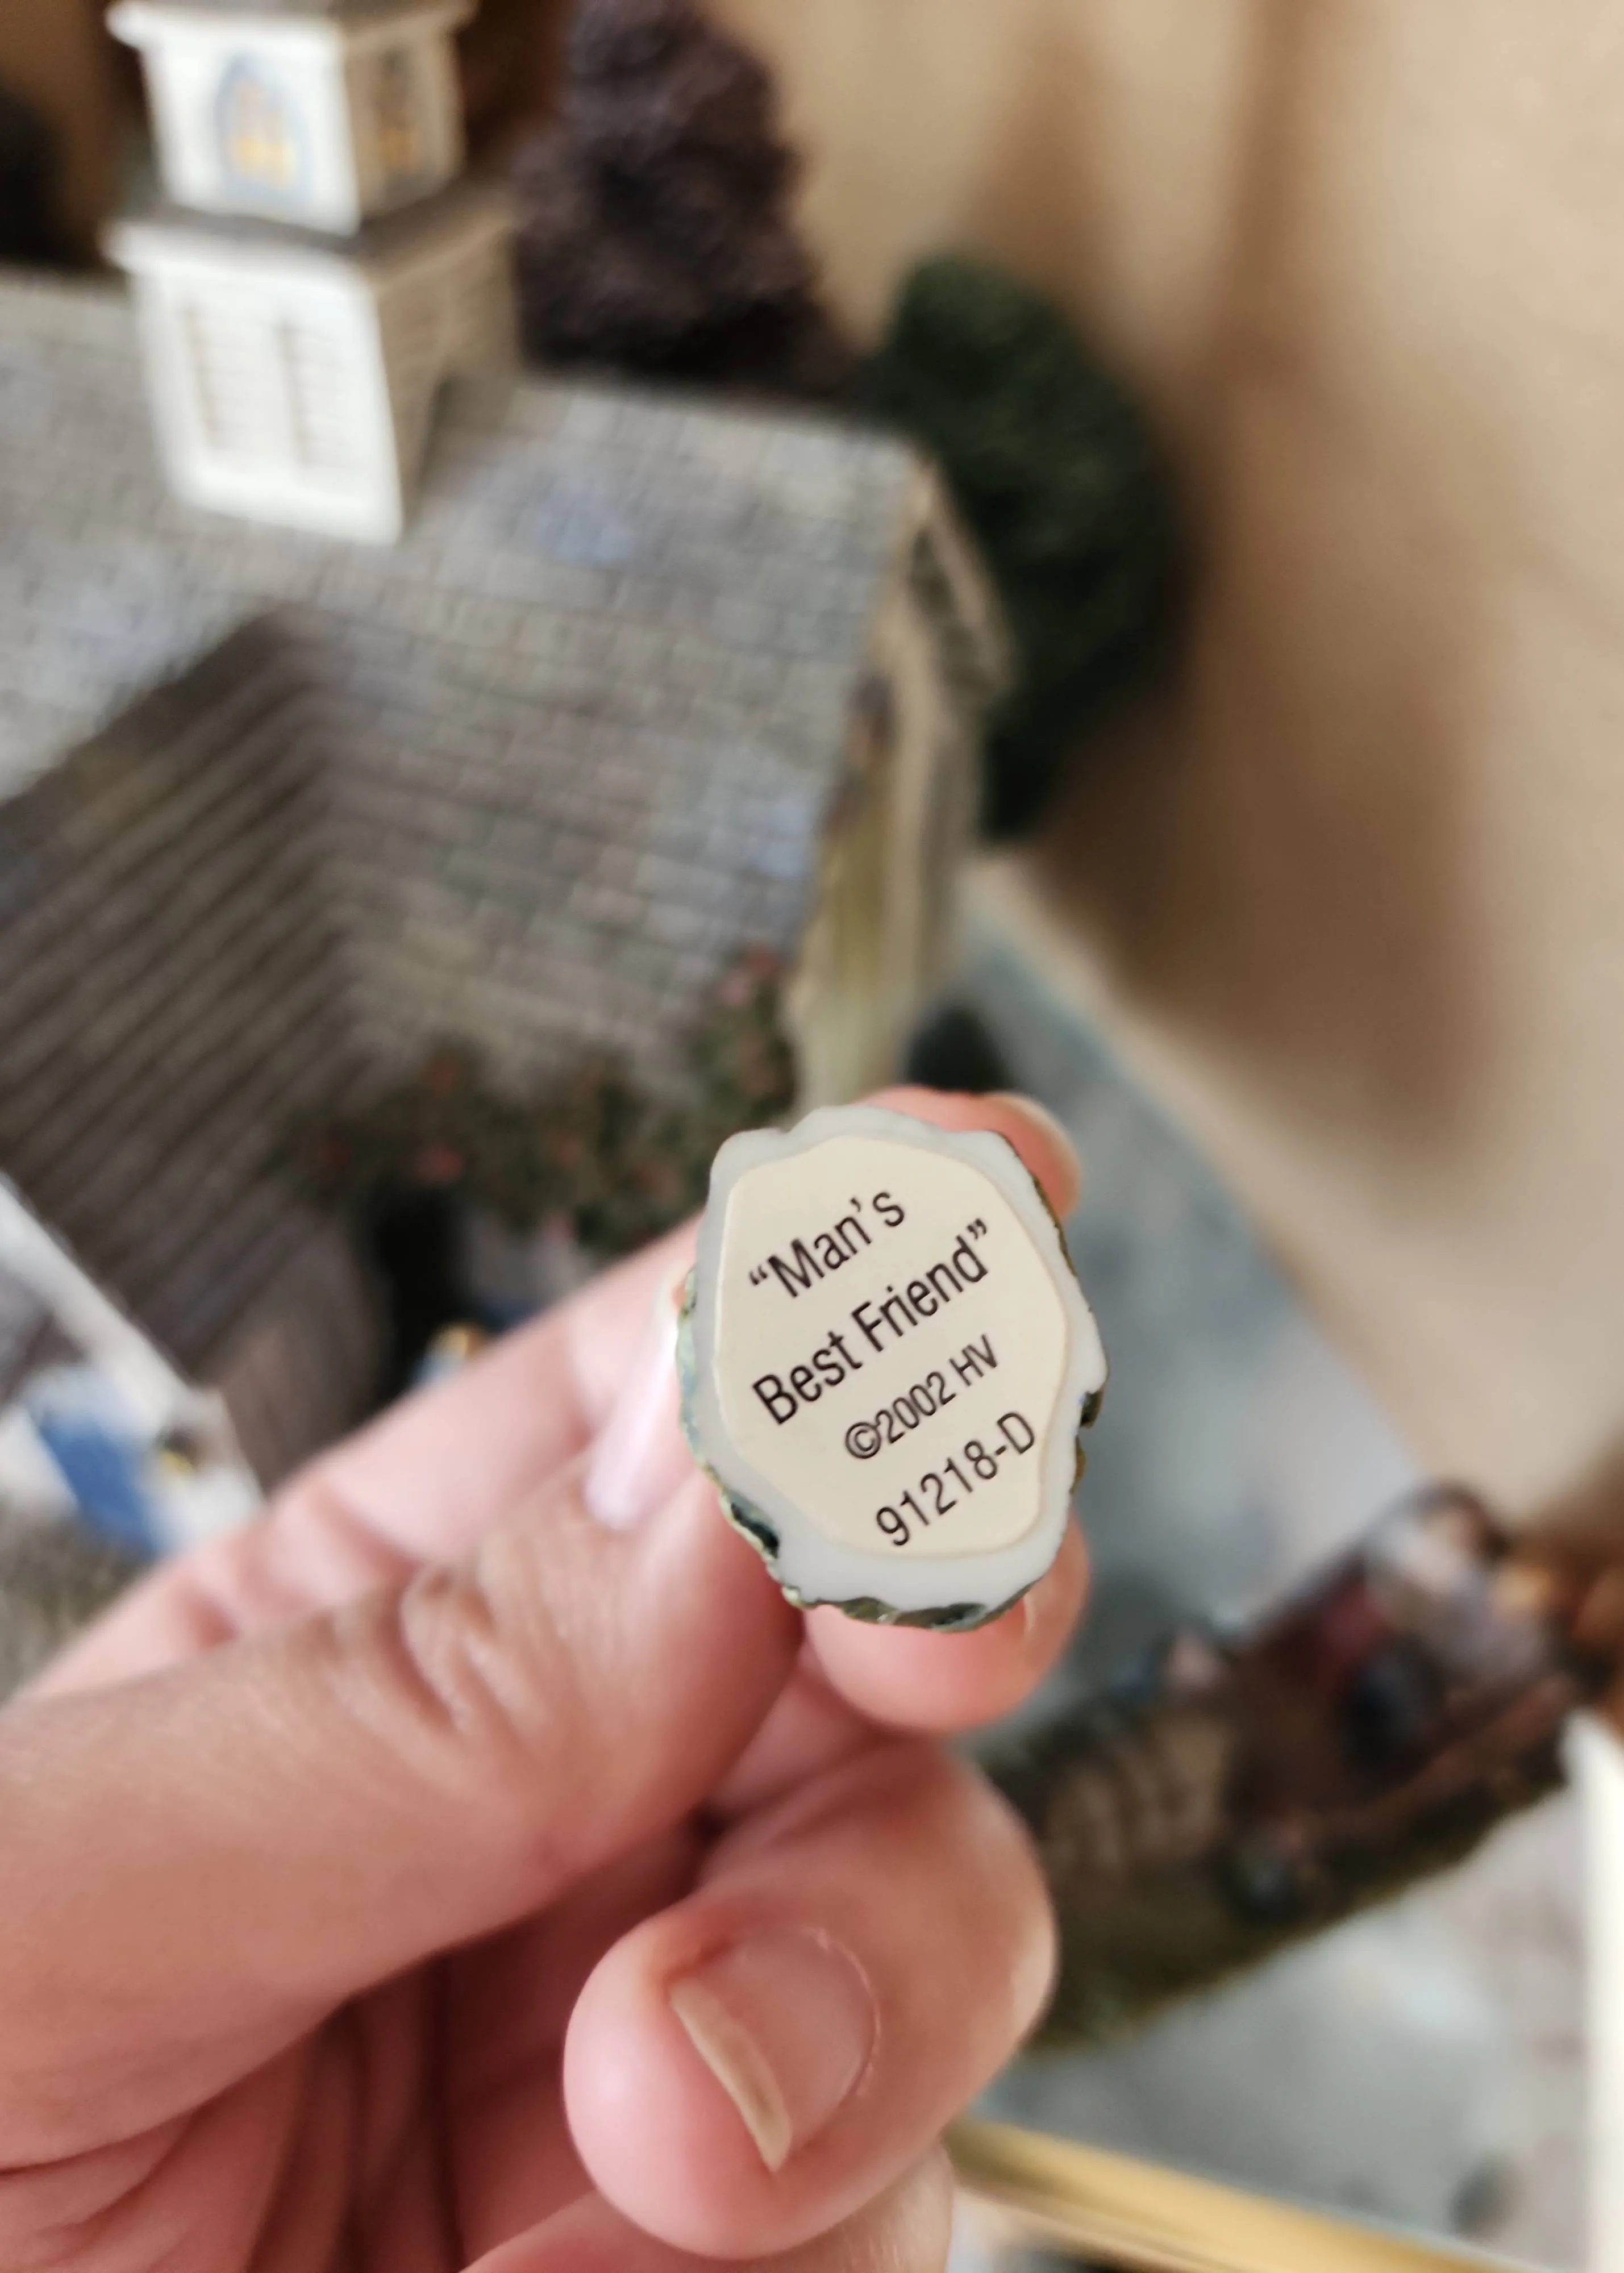 “Man’s
Best Friend”
©2002 HV
91218-D